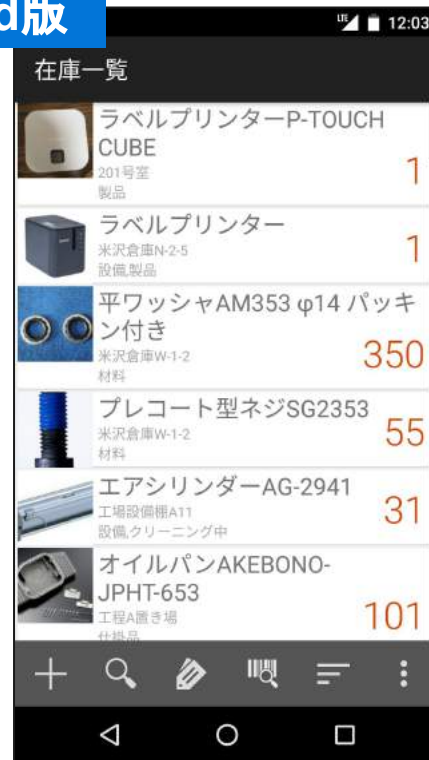 d版
LTE 12:03
在庫一覧
ラベルプリンターP-TOUCH
CUBE
201号室
製品
1
ラベルプリンター
米沢倉庫N-2-5
設備,製品
1
平ワッシャAM353 φ14 パッキ
ン付き
米沢倉庫W-1-2
材料
350
プレコート型ネジSG2353
米沢倉庫W-1-2
材料
55
エアシリンダーAG-2941
工場設備棚A11
設備,クリーニング中
31
オイルパンAKEBONO-
JPHT-653
工程A置き場
仕掛品
101